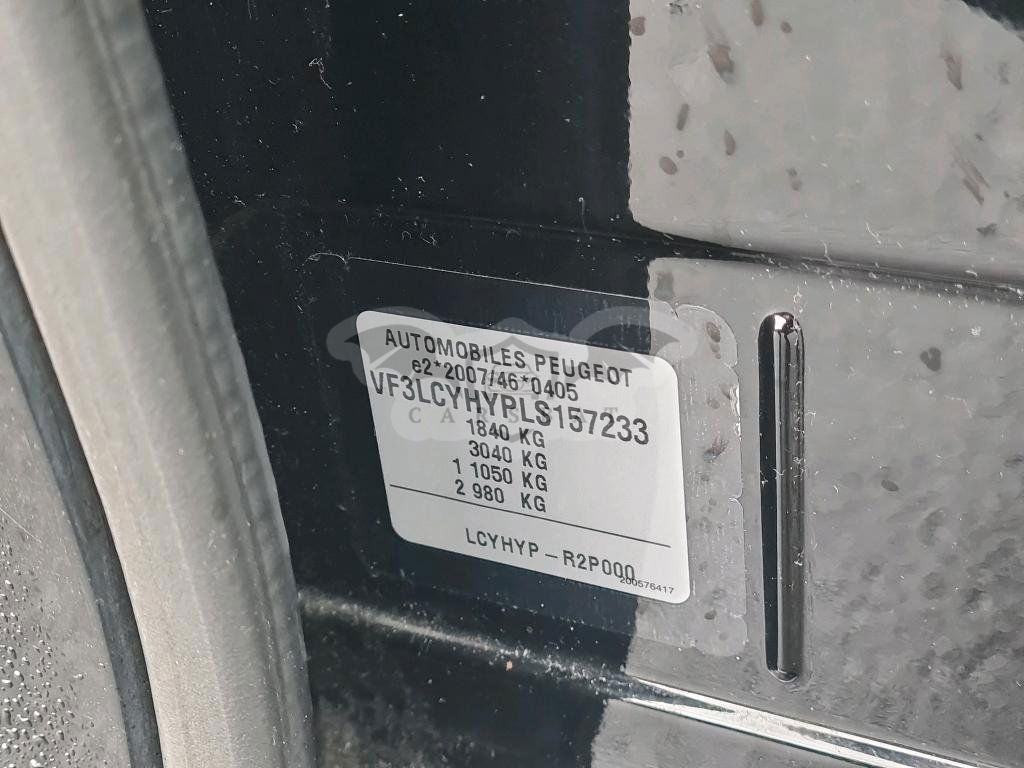 AUTOMOBILES PEUGEOT
e2*2007/46*0405
VF3LCYHYPLS157233
1840 KG
3040 KG
1 1050 KG
2 980 KG
LCYHYP-R2P000
200576417